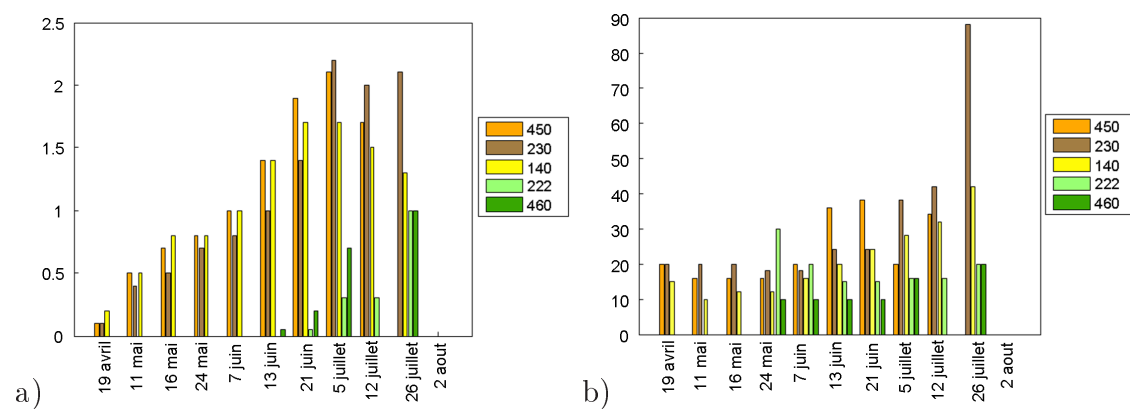 2.5
2
1.5
1
0.5
0
19 avril
11 mai
16 mai
24 mai
7 juin
13 juin
21 juin
5 juillet
12 juillet
26 juillet
2 aout
450
230
140
222
460
a)
90
80
70
60
50
40
30
20
10
0
19 avril
11 mai
16 mai
24 mai
7 juin
13 juin
21 juin
5 juillet
12 juillet
26 juillet
2 aout
450
230
140
222
460
b)